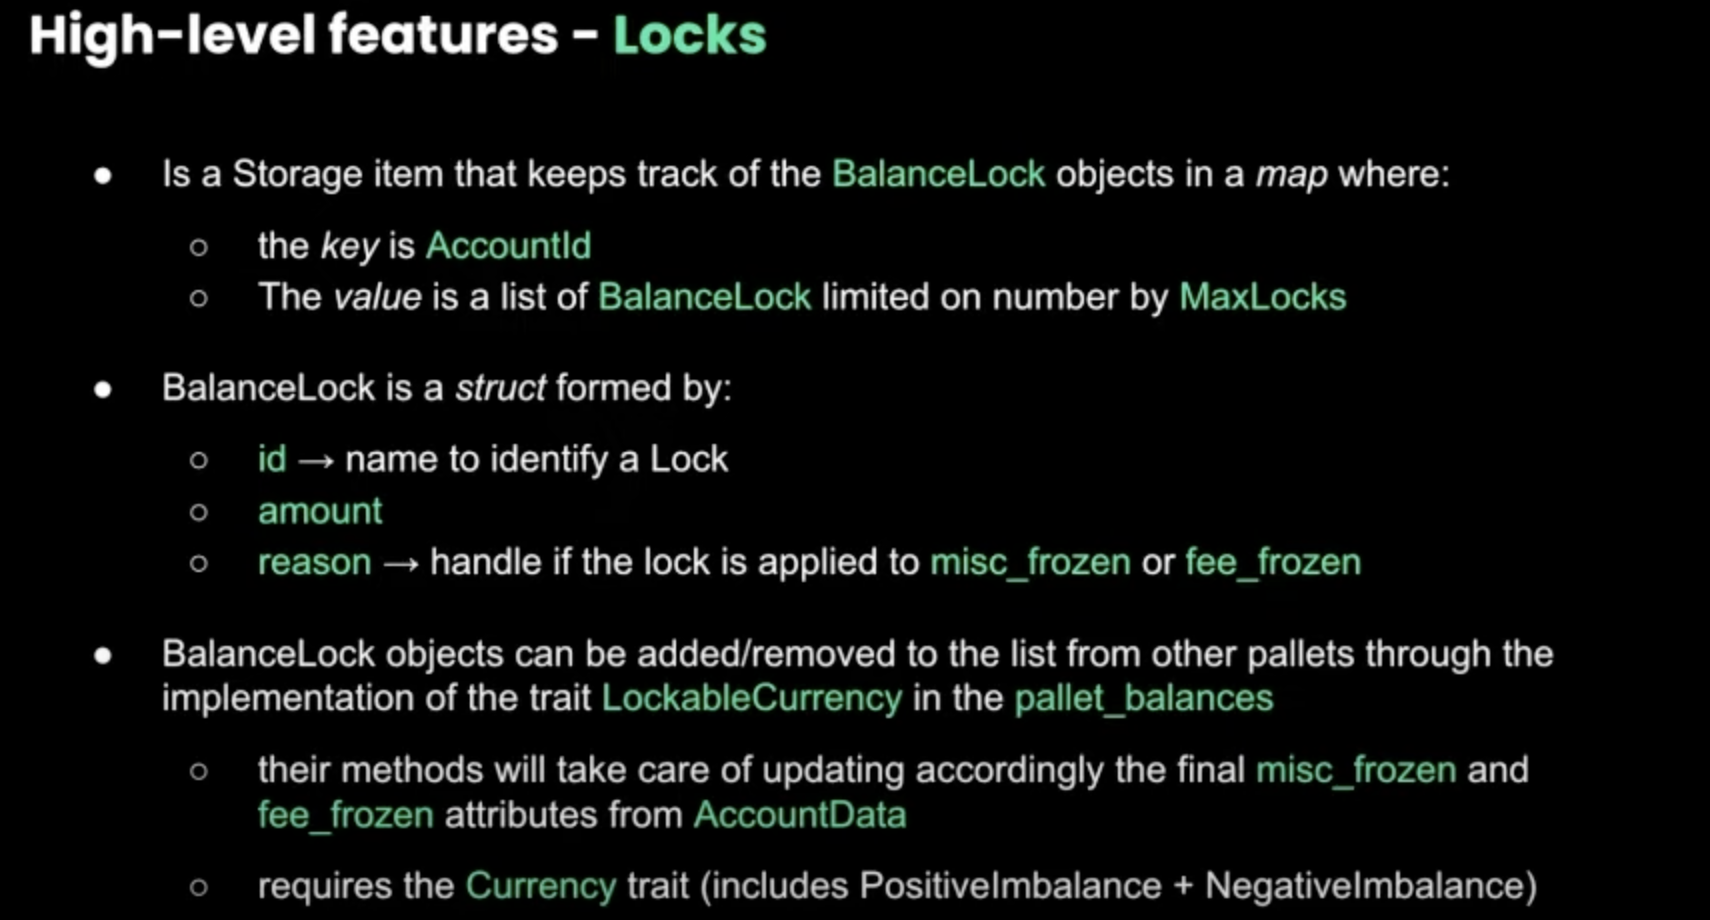 High-level features - Locks
● Is a Storage item that keeps track of the BalanceLock objects in a map where:
○ the key is AccountId
○ The value is a list of BalanceLock limited on number by MaxLocks
● BalanceLock is a struct formed by:
○ id → name to identify a Lock
○ amount
○ reason → handle if the lock is applied to misc_frozen or fee_frozen
● BalanceLock objects can be added/removed to the list from other pallets through the
implementation of the trait LockableCurrency in the pallet_balances
○ their methods will take care of updating accordingly the final misc_frozen and
fee_frozen attributes from AccountData
○ requires the Currency trait (includes PositiveImbalance + NegativeImbalance)